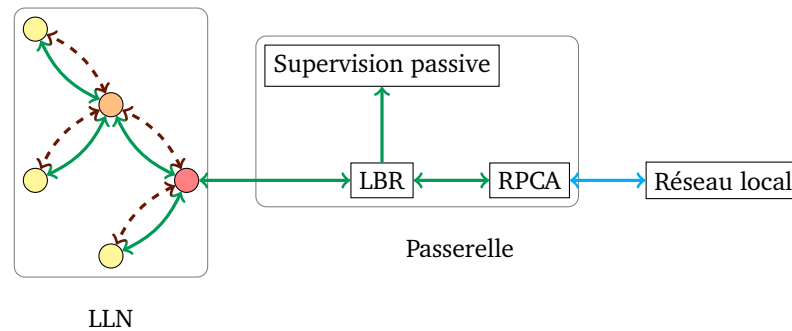 Supervision passive
LBR
RPCA
Réseau local
Passerelle
LLN